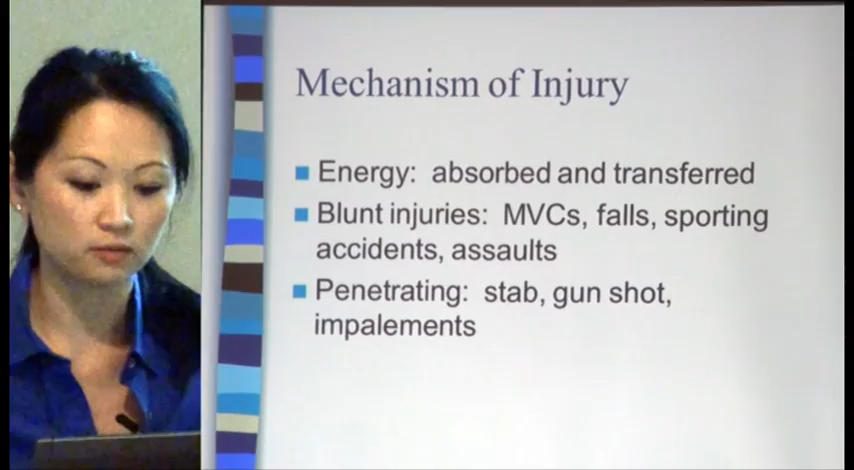 Mechanism of Injury
Energy: absorbed and transferred
Blunt injuries: MVCs, falls, sporting
accidents, assaults
Penetrating: stab, gun shot,
impalements